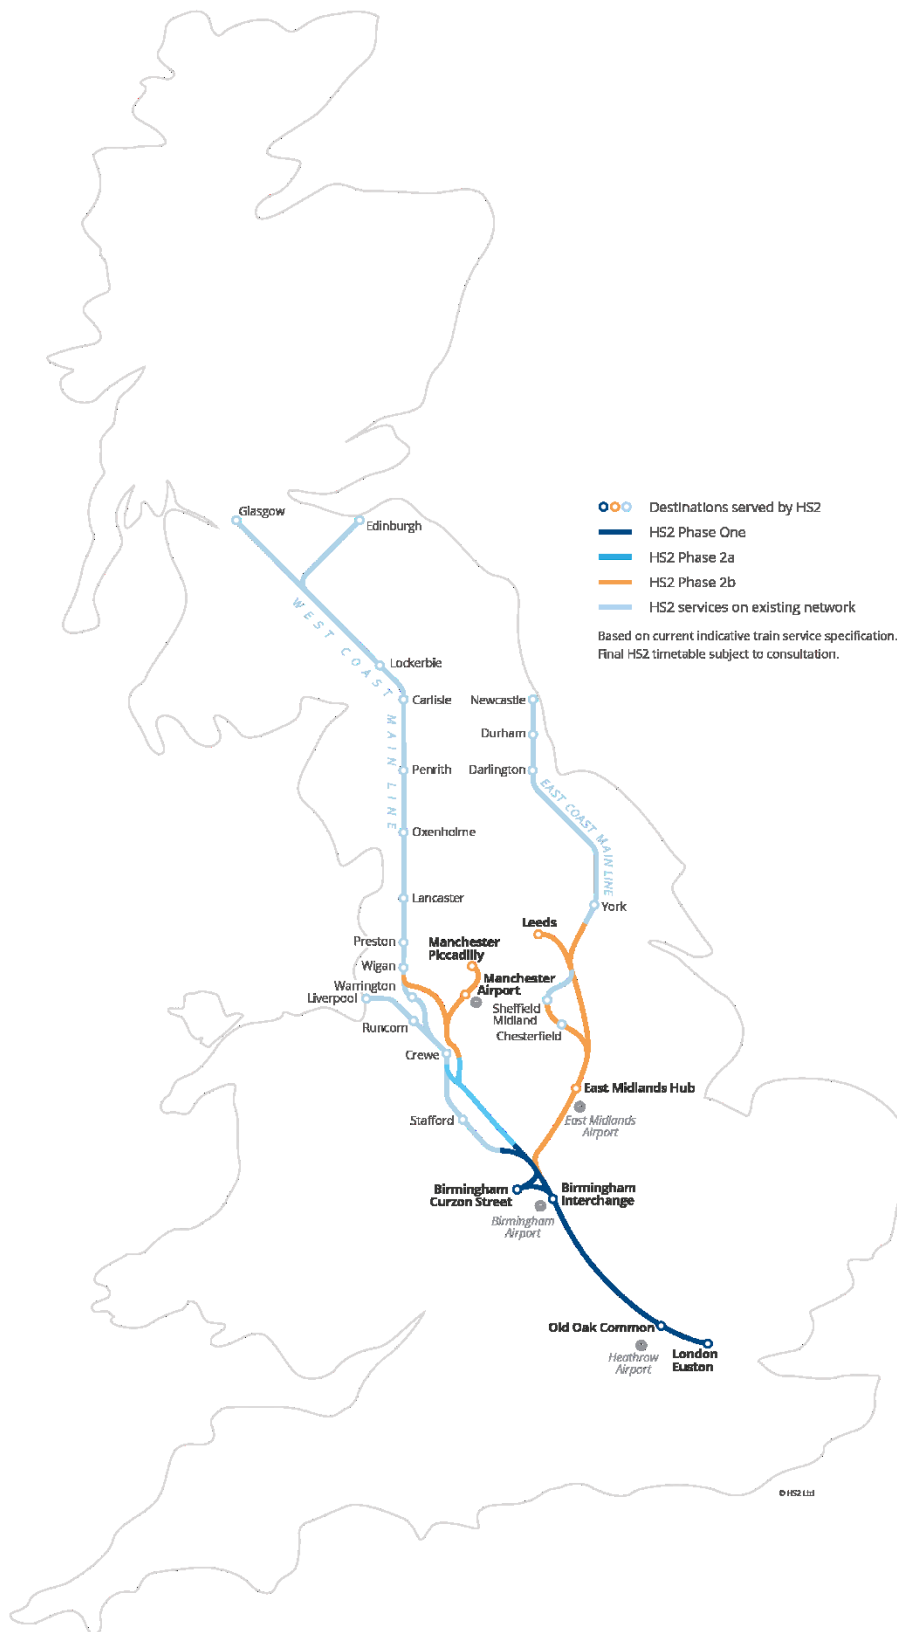 Glasgow
Edinburgh
Destinations served by HS2
HS2 Phase One
HS2 Phase 2a
HS2 Phase 2b
HS2 services on existing network
Based on current indicative train service specification.
Final HS2 timetable subject to consultation.
WEST COAST MAIN LINE
Lockerbie
Carlisle
Newcastle
Durham
Penrith
Darlington
EAST COAST MAIN LINE
Oxenholme
Lancaster
York
Leeds
Preston
Manchester
Piccadilly
Wigan
Manchester
Airport
Warrington
Liverpool
Sheffield
Midland
Runcorn
Chesterfield
Crewe
East Midlands Hub
East Midlands
Airport
Stafford
Birmingham
Curzon Street
Birmingham
Interchange
Birmingham
Airport
Old Oak Common
Heathrow
Airport
London
Euston
© HS2 Ltd